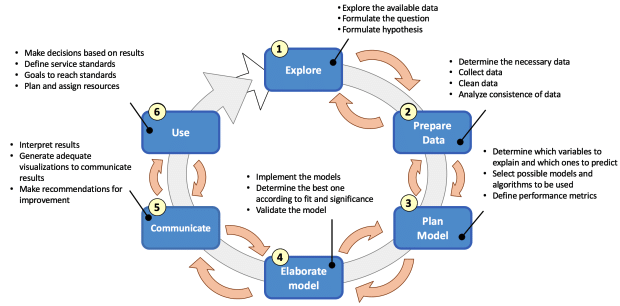 1
Explore
• Explore the available data
• Formulate the question
• Formulate hypothesis
2
Prepare
Data
• Determine the necessary data
• Collect data
• Clean data
• Analyze consistence of data
3
Plan
Model
• Determine which variables to
explain and which ones to predict
• Select possible models and
algorithms to be used
• Define performance metrics
4
Elaborate
model
• Implement the models
• Determine the best one
according to fit and significance
• Validate the model
5
Communicate
• Interpret results
• Generate adequate
visualizations to communicate
results
• Make recommendations for
improvement
6
Use
• Make decisions based on results
• Define service standards
• Goals to reach standards
• Plan and assign resources